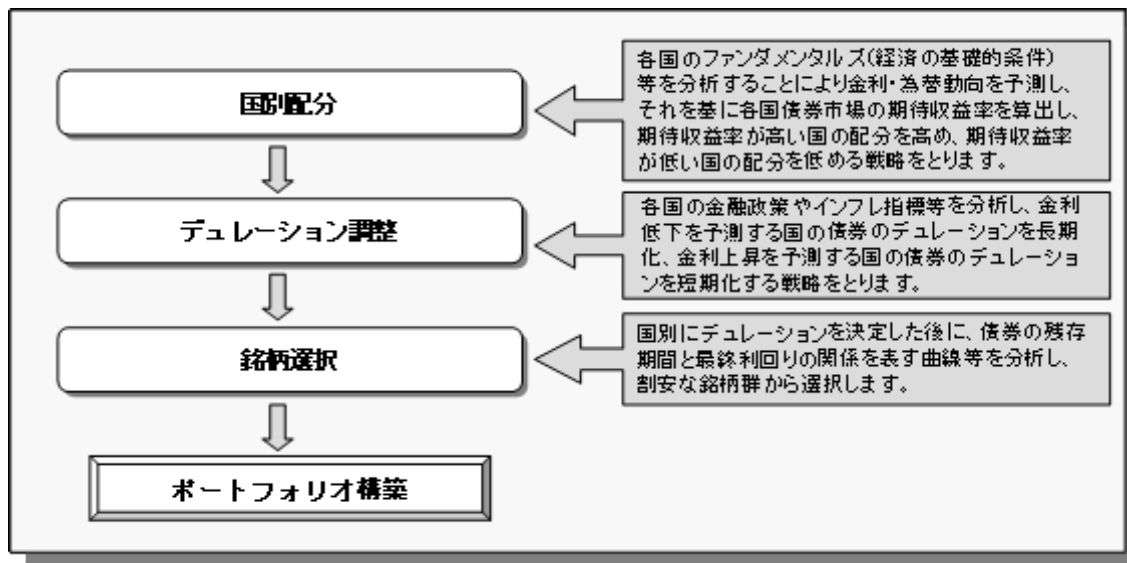 国別配分
各国のファンダメンタルズ(経済の基礎的条件)
等を分析することにより金利・為替動向を予測し、
それを基に各国債券市場の期待収益率を算出し、
期待収益率が高い国の配分を高め、期待収益率
が低い国の配分を低める戦略をとります。
デュレーション調整
各国の金融政策やインフレ指標等を分析し、金利
低下を予測する国の債券のデュレーションを長期
化、金利上昇を予測する国の債券のデュレーショ
ンを短期化する戦略をとります。
銘柄選択
国別にデュレーションを決定した後に、債券の残存
期間と最終利回りの関係を表す曲線等を分析し、
割安な銘柄群から選択します。
ポートフォリオ構築